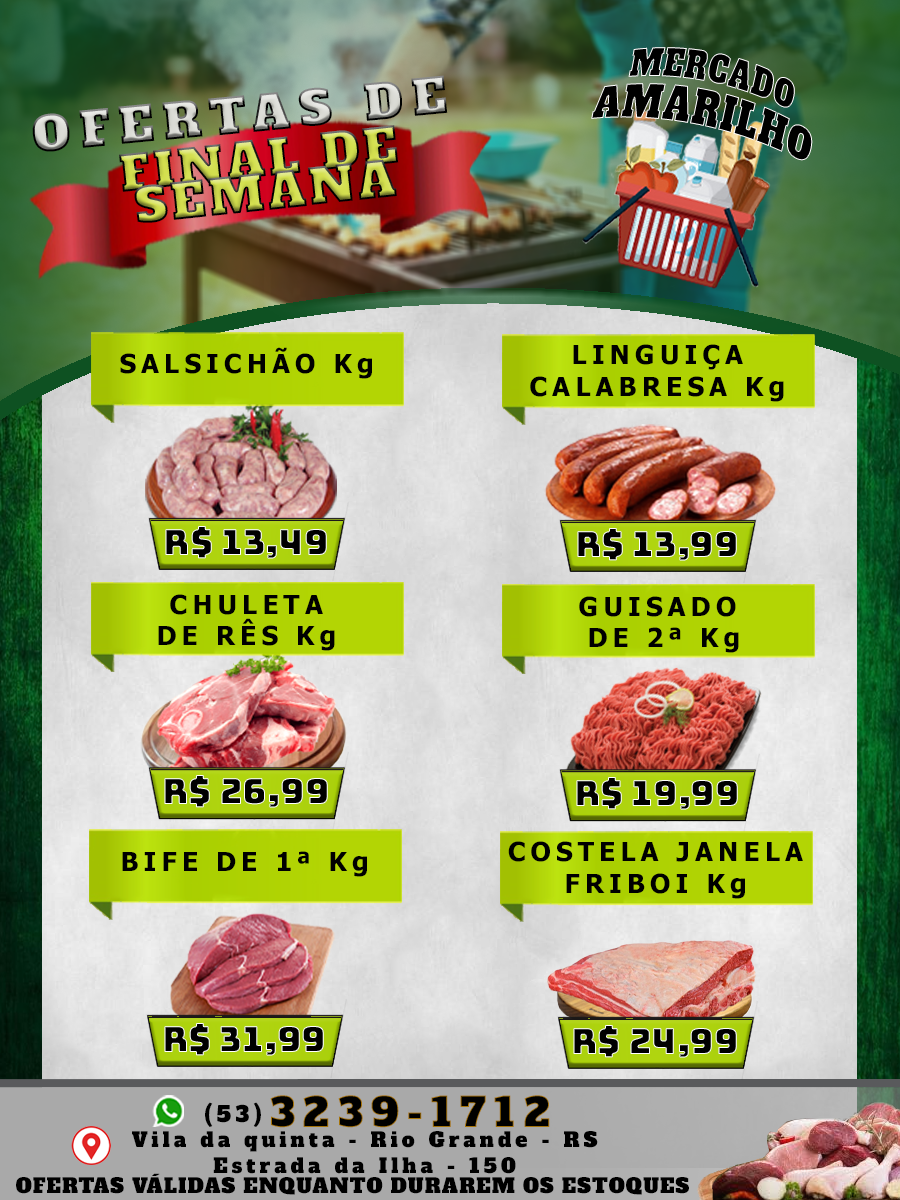 OFERTAS DE
FINAL DE
SEMANA
MERCADO
AMARILHO
SALSICHÃO Kg
R$ 13,49
LINGUIÇA
CALABRESA Kg
R$ 13,99
CHULETA
DE RÊS Kg
R$ 26,99
GUISADO
DE 2ª Kg
R$ 19,99
BIFE DE 1ª Kg
R$ 31,99
COSTELA JANELA
FRIBOI Kg
R$ 24,99
(53) 3239-1712
Vila da quinta - Rio Grande - RS
Estrada da Ilha - 150
OFERTAS VÁLIDAS ENQUANTO DURAREM OS ESTOQUES